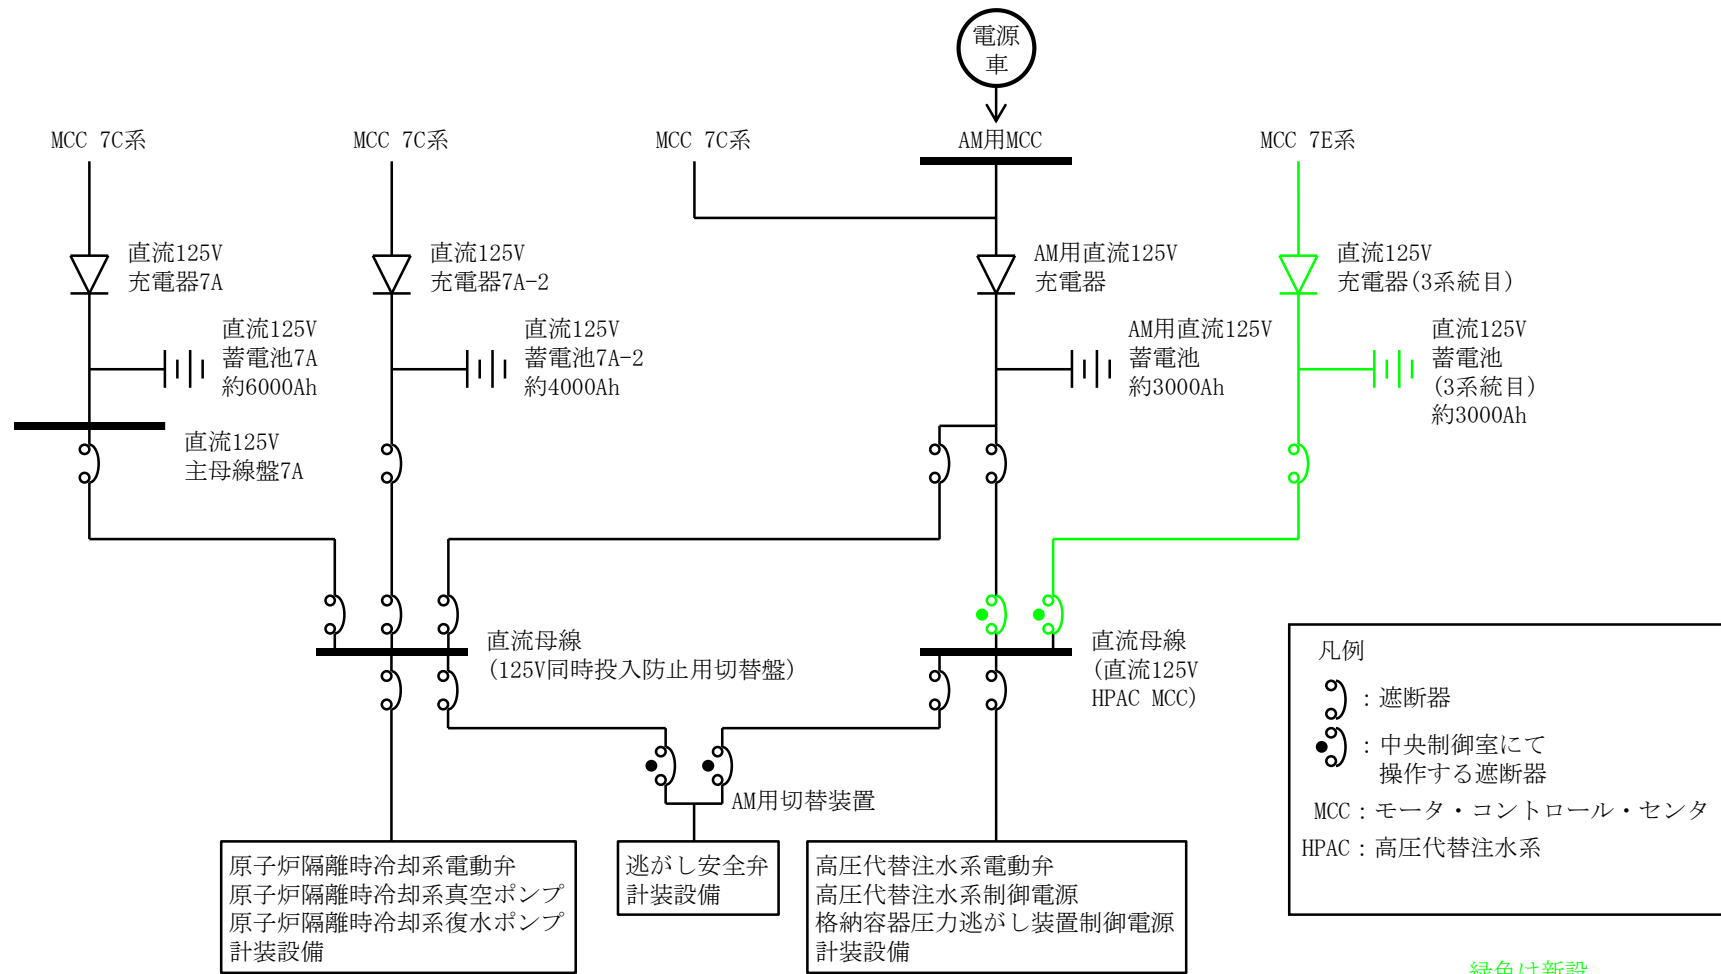 電源
車
MCC 7C系
MCC 7C系
MCC 7C系
AM用MCC
MCC 7E系
直流125V
充電器7A
直流125V
充電器7A-2
AM用直流125V
充電器
直流125V
充電器(3系統目)
直流125V
蓄電池7A
約6000Ah
直流125V
蓄電池7A-2
約4000Ah
AM用直流125V
蓄電池
約3000Ah
直流125V
蓄電池
(3系統目)
約3000Ah
直流125V
主母線盤7A
直流母線
(125V同時投入防止用切替盤)
直流母線
(直流125V
HPAC MCC)
AM用切替装置
原子炉隔離時冷却系電動弁
原子炉隔離時冷却系真空ポンプ
原子炉隔離時冷却系復水ポンプ
計装設備
逃がし安全弁
計装設備
高圧代替注水系電動弁
高圧代替注水系制御電源
格納容器圧力逃がし装置制御電源
計装設備
凡例
：遮断器
：中央制御室にて
操作する遮断器
MCC：モータ・コントロール・センタ
HPAC：高圧代替注水系
緑色は新設